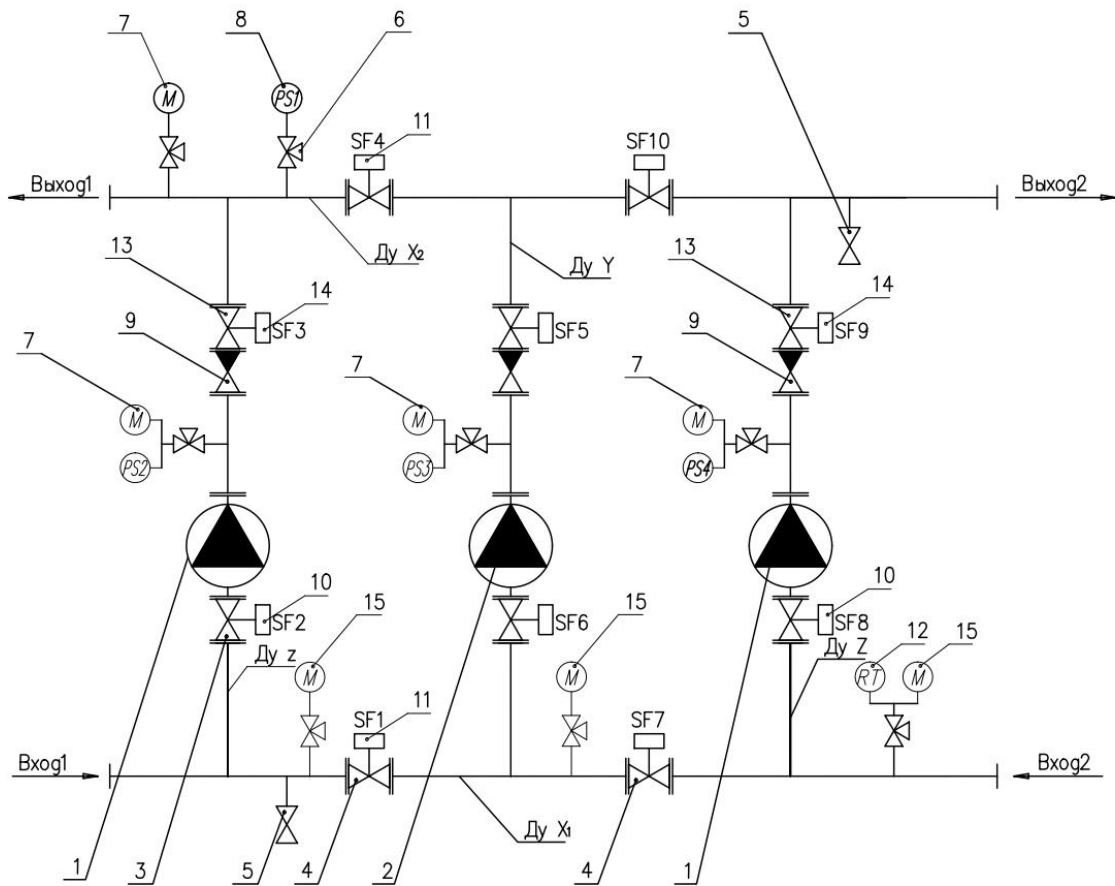 7 8 6 5
M PS1 SF4 11 SF10
Выход1 Выход2
13 Ду X₂ Ду Y 13
14 14
9 SF3 SF5 9 SF9
7 7 7
M M M
PS2 PS3 PS4
10 15 15 10
SF2 SF6 SF8 12 15
Ду z M M Ду Z RT M
SF1 11 SF7
Вход1 Вход2
Ду X₁
1 3 5 4 2 4 1